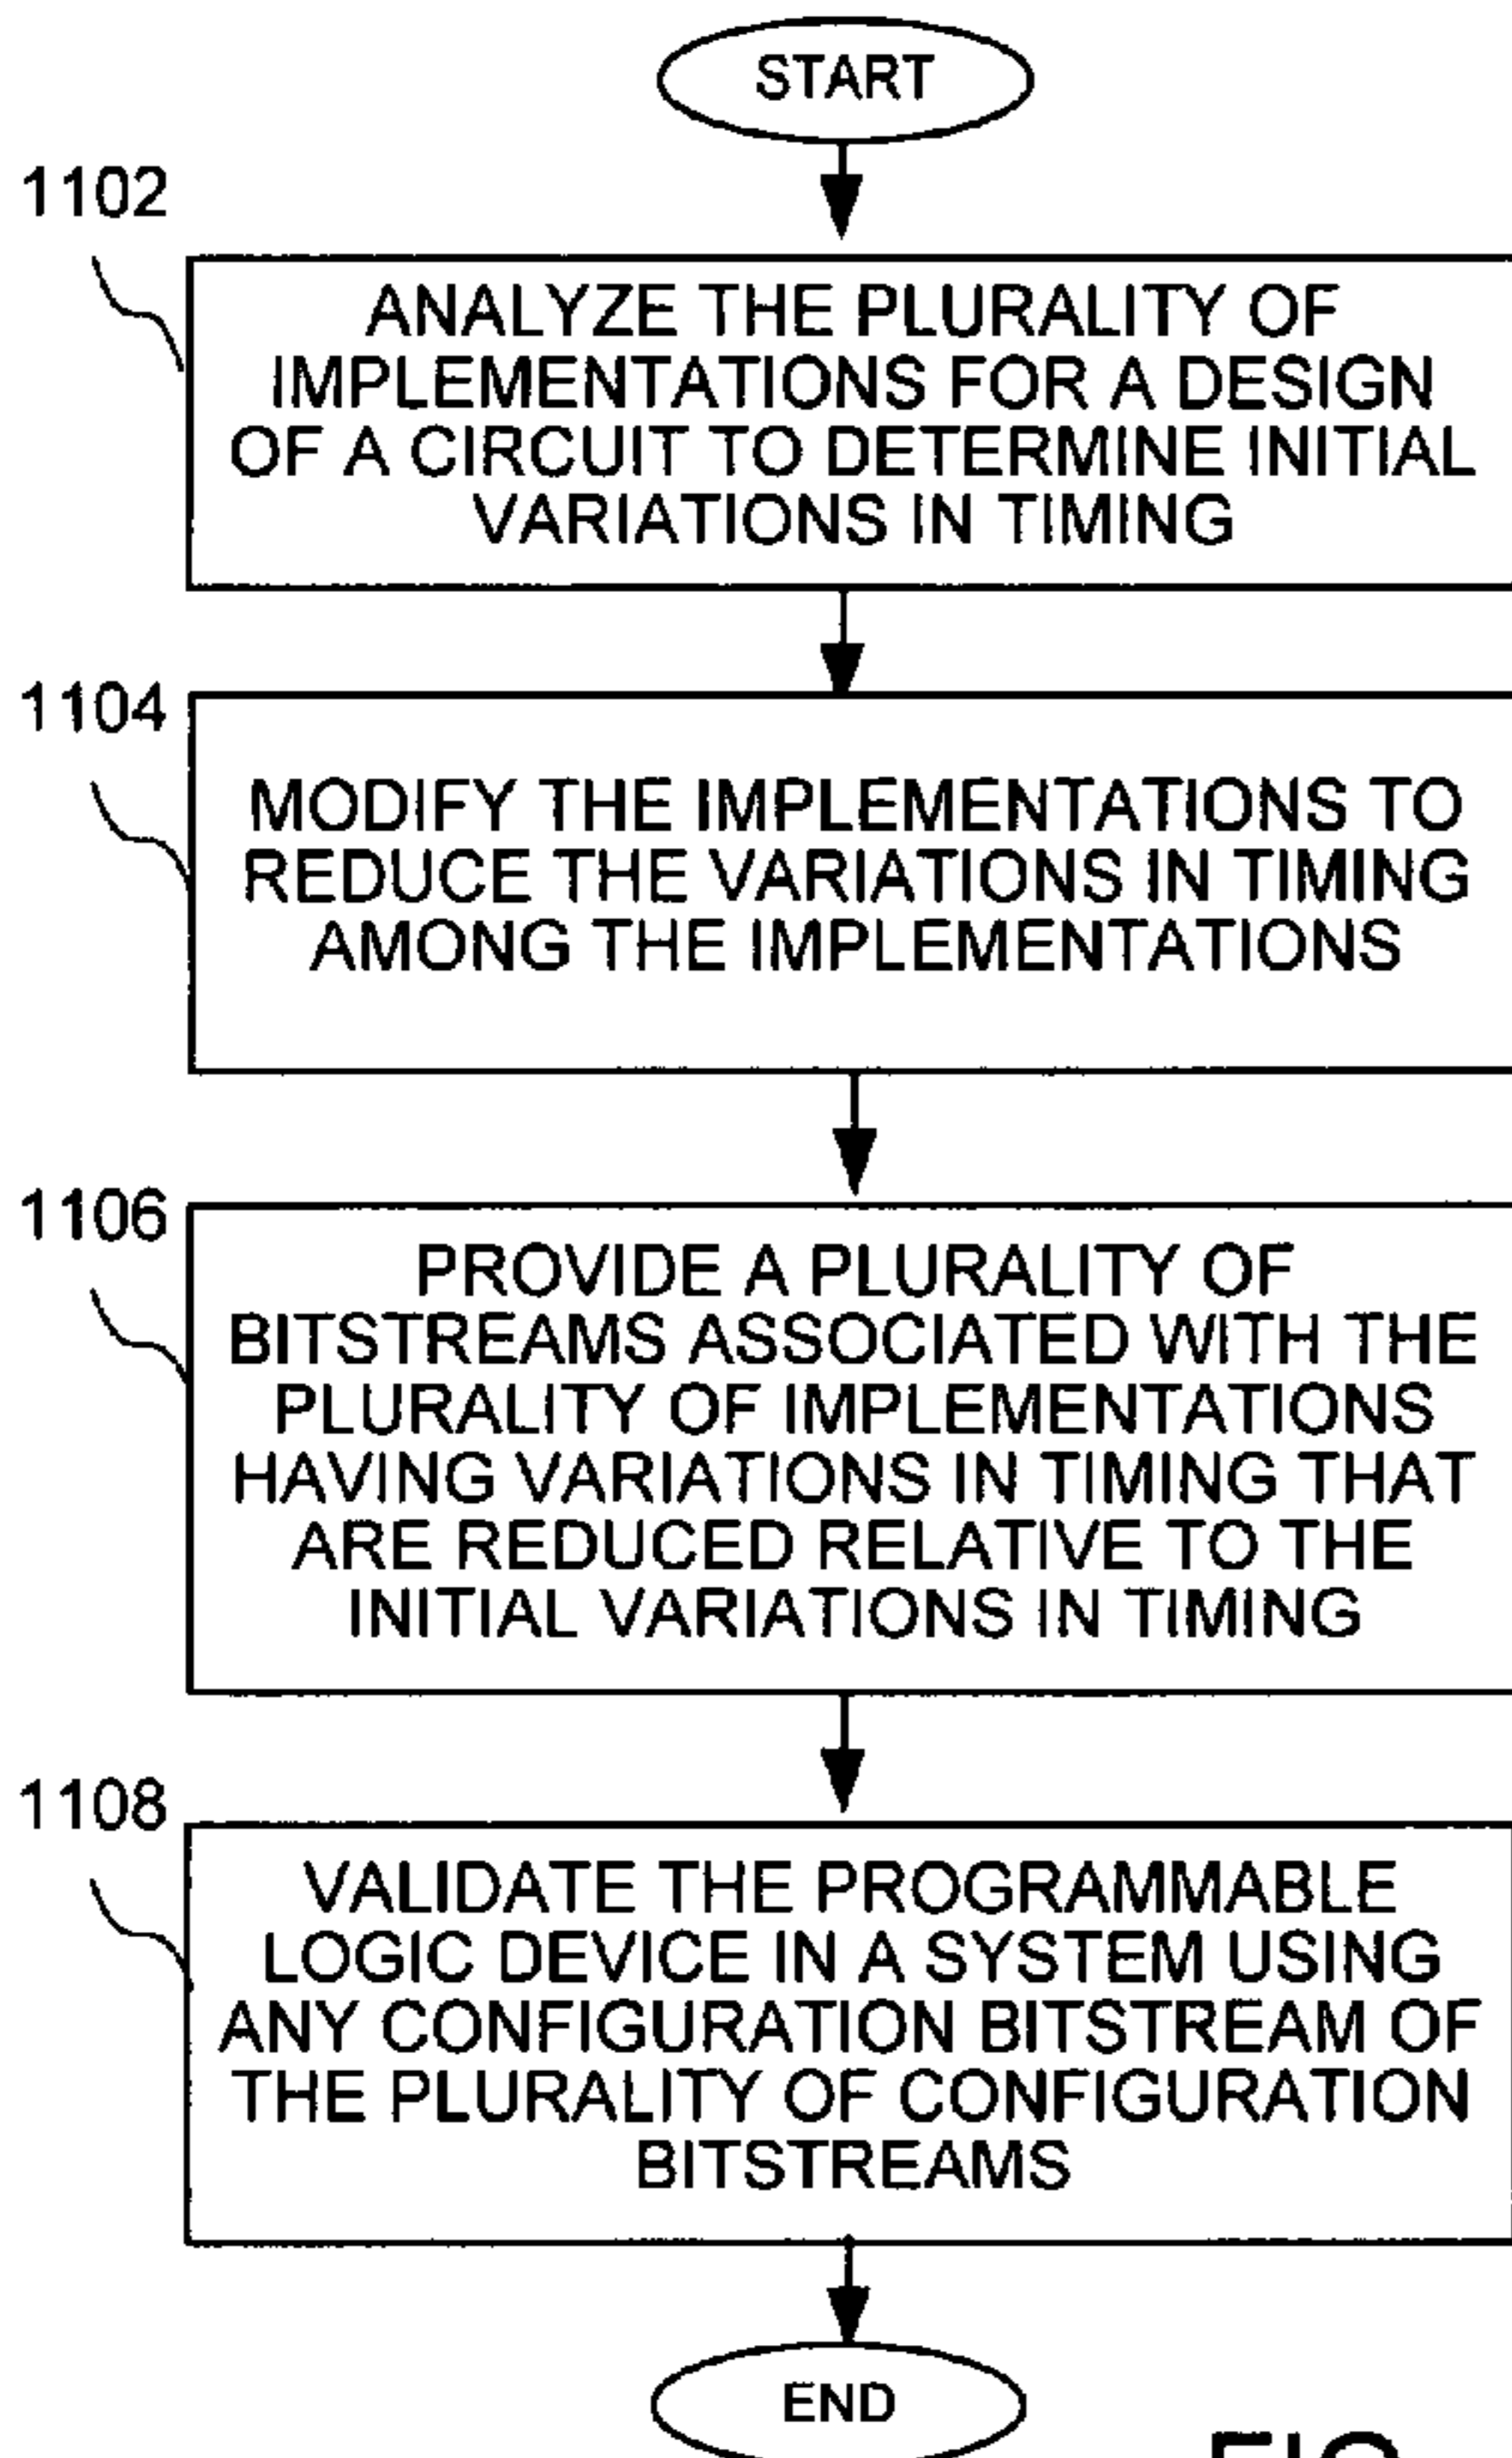 START
1102
ANALYZE THE PLURALITY OF
IMPLEMENTATIONS FOR A DESIGN
OF A CIRCUIT TO DETERMINE INITIAL
VARIATIONS IN TIMING
1104
MODIFY THE IMPLEMENTATIONS TO
REDUCE THE VARIATIONS IN TIMING
AMONG THE IMPLEMENTATIONS
1106
PROVIDE A PLURALITY OF
BITSTREAMS ASSOCIATED WITH THE
PLURALITY OF IMPLEMENTATIONS
HAVING VARIATIONS IN TIMING THAT
ARE REDUCED RELATIVE TO THE
INITIAL VARIATIONS IN TIMING
1108
VALIDATE THE PROGRAMMABLE
LOGIC DEVICE IN A SYSTEM USING
ANY CONFIGURATION BITSTREAM OF
THE PLURALITY OF CONFIGURATION
BITSTREAMS
END
FIG